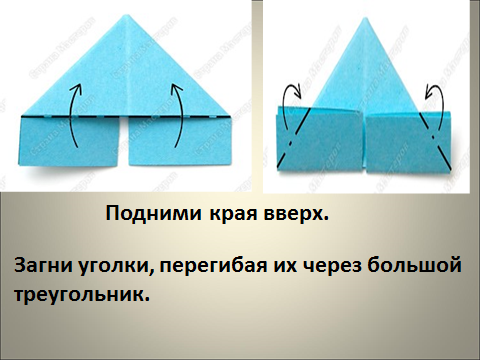 Подними края вверх.
Загни уголки, перегибая их через большой
треугольник.